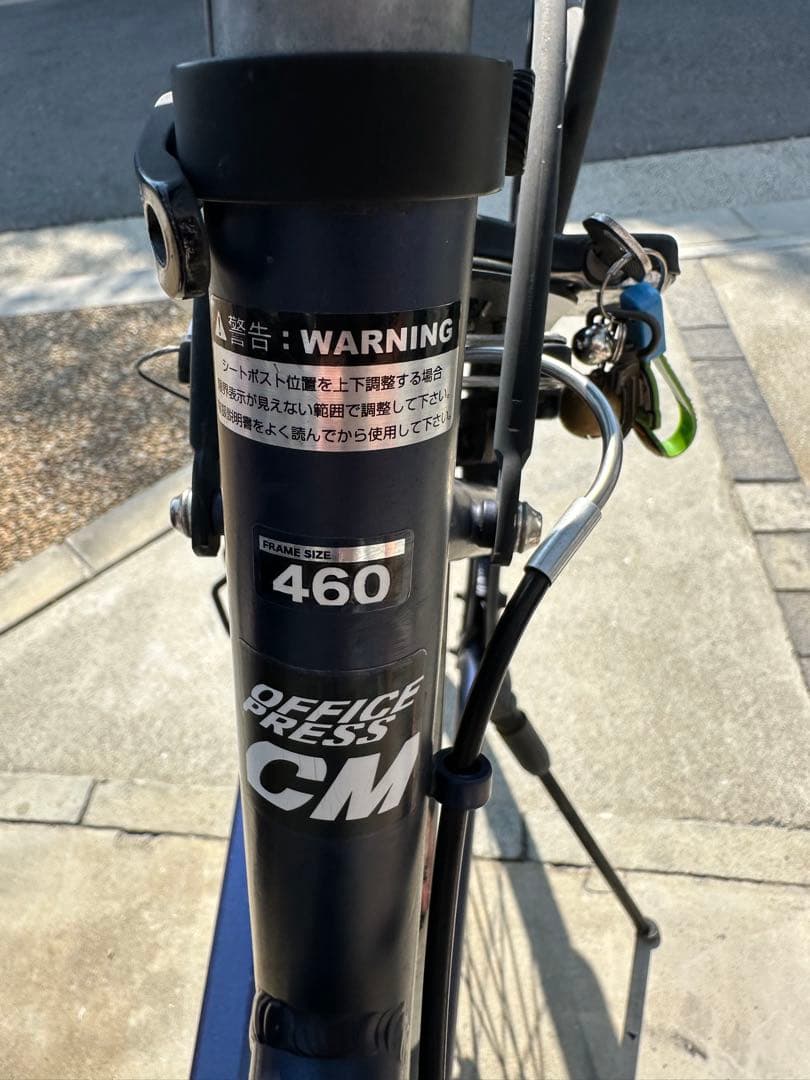 警告 : WARNING
シートポスト位置を上下調整する場合
限界表示が見えない範囲で調整して下さい。
説明書をよく読んでから使用して下さい。
FRAME SIZE
460
OFFICE
PRESS
CM